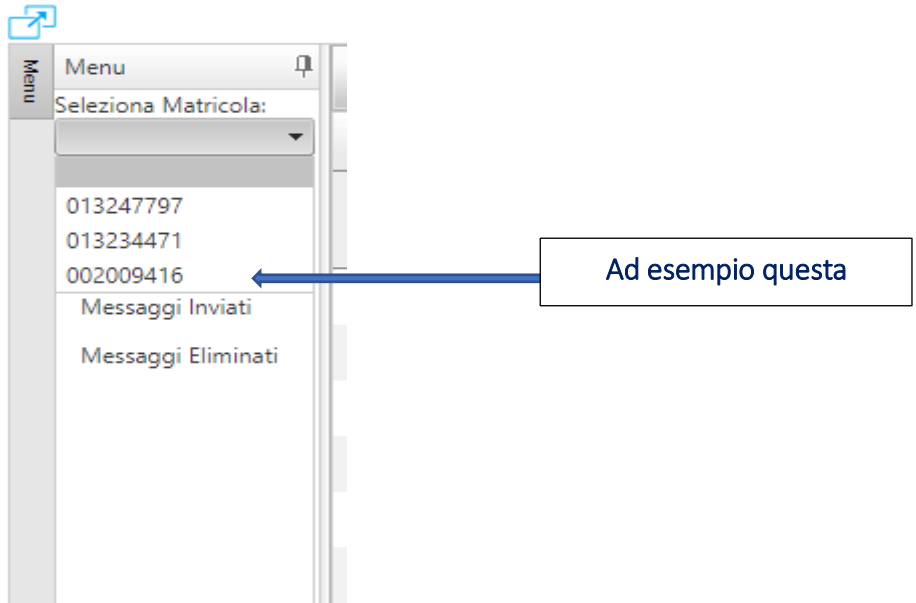 Menu
Menu
Seleziona Matricola:
013247797
013234471
002009416
Messaggi Inviati
Messaggi Eliminati
Ad esempio questa